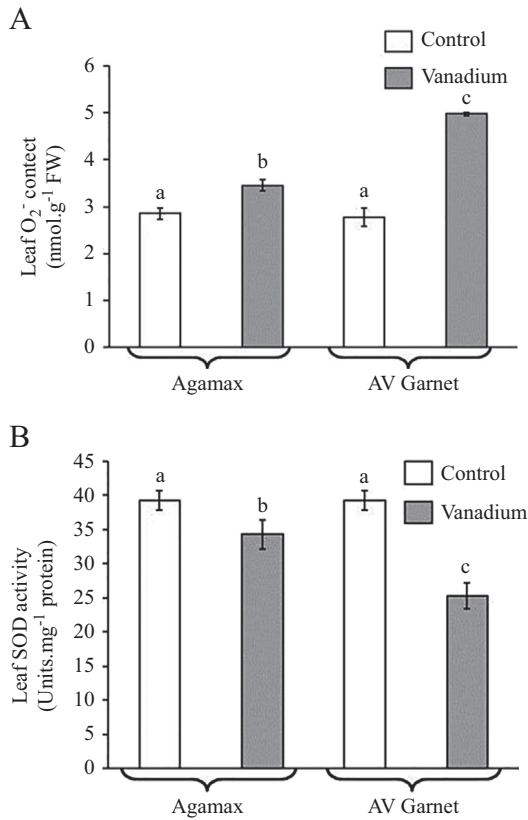 A
Control
Vanadium
Leaf O₂⁻ contect
(nmol.g⁻¹ FW)
6
5
4
3
2
1
0
a
b
a
c
Agamax
AV Garnet
B
Control
Vanadium
Leaf SOD activity
(Units.mg⁻¹ protein)
45
40
35
30
25
20
15
10
5
0
a
b
a
c
Agamax
AV Garnet